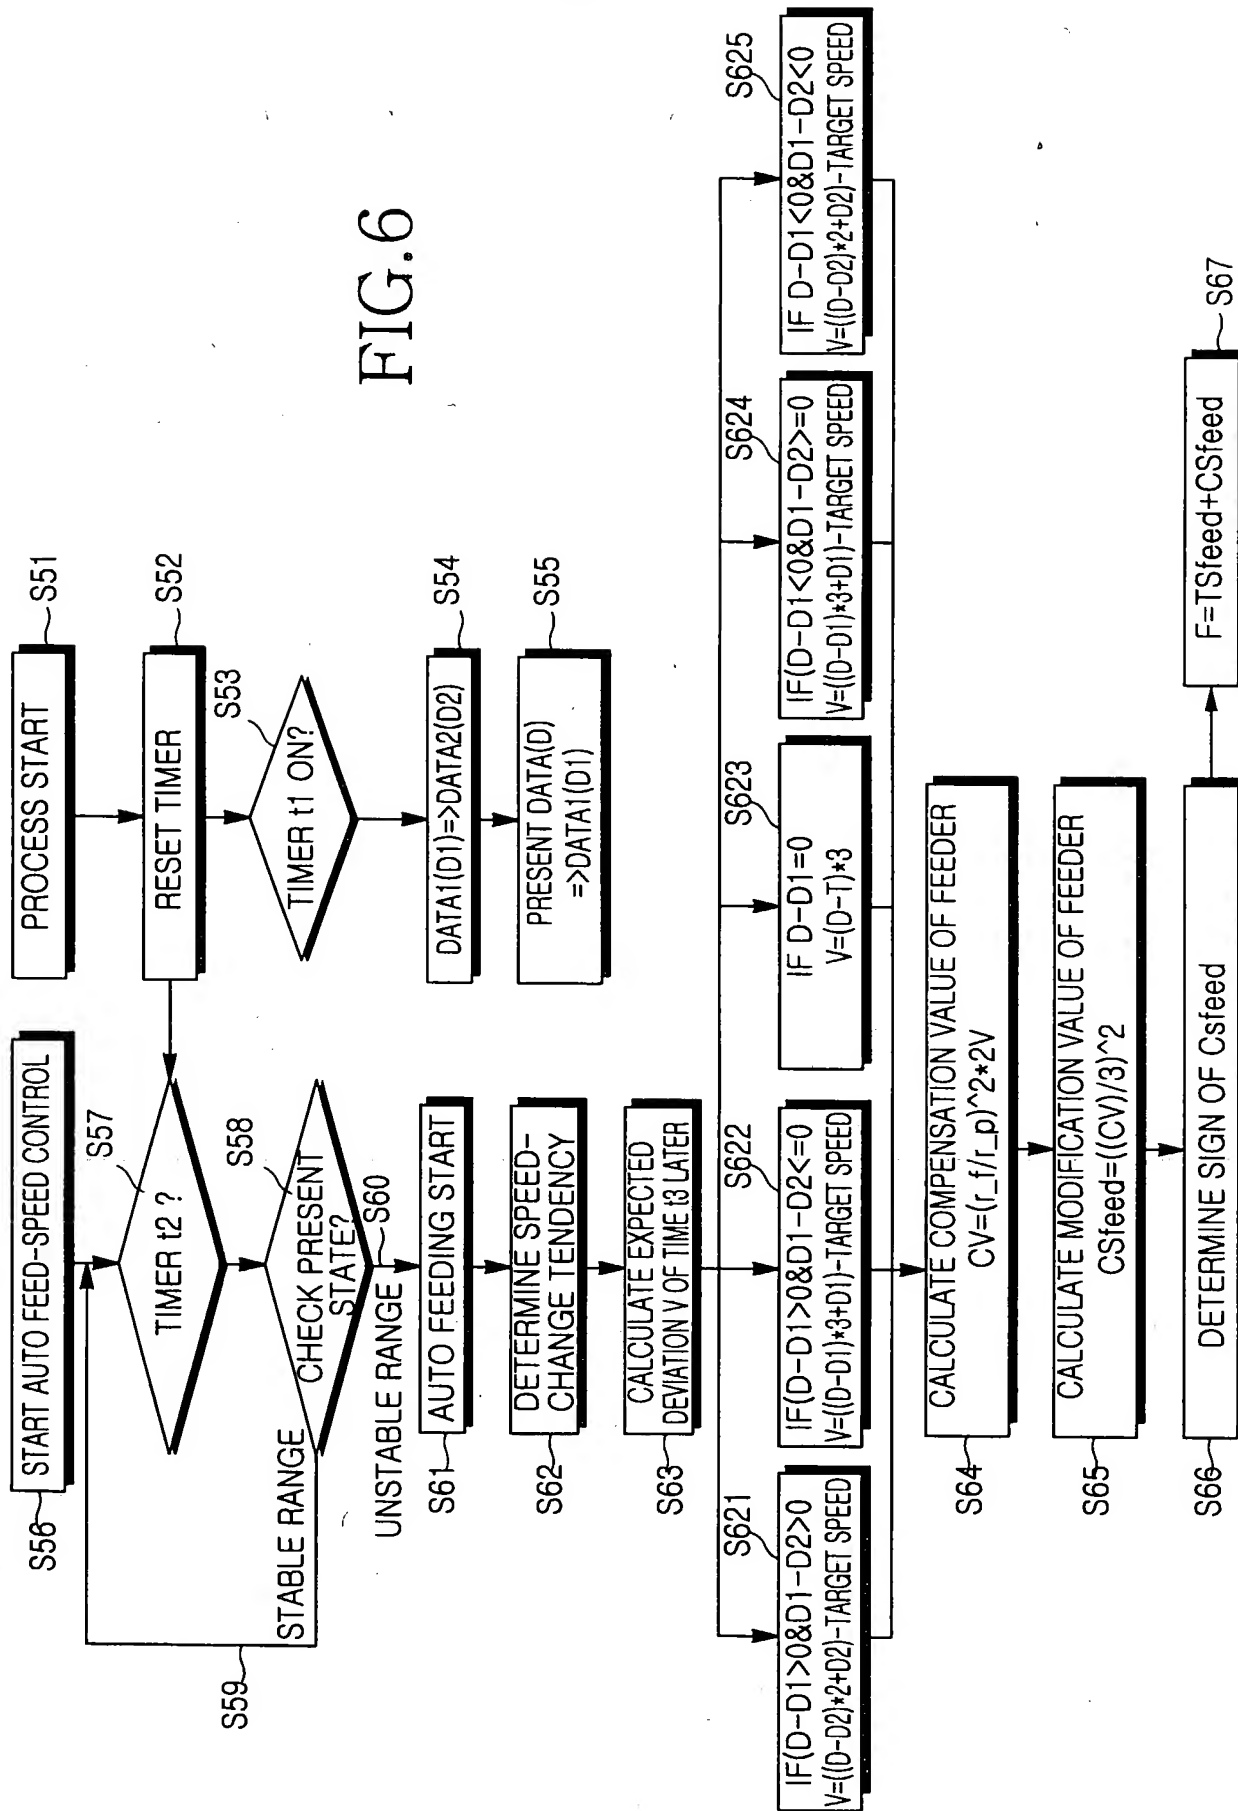 FIG.6
START AUTO FEED-SPEED CONTROL
S56
PROCESS START
S51
TIMER t2 ?
S57
RESET TIMER
S52
TIMER t1 ON?
S53
DATA1(D1)=>DATA2(D2)
S54
PRESENT DATA(D)
=>DATA1(D1)
S55
CHECK PRESENT
STATE?
S58
STABLE RANGE
S59
UNSTABLE RANGE
S60
AUTO FEEDING START
S61
DETERMINE SPEED-
CHANGE TENDENCY
S62
CALCULATE EXPECTED
DEVIATION V OF TIME t3 LATER
S63
IF(D-D1>0&D1-D2>0
V=((D-D2)*2+D2)-TARGET SPEED
S621
IF(D-D1>0&D1-D2<=0
V=((D-D1)*3+D1)-TARGET SPEED
S622
IF D-D1=0
V=(D-T)*3
S623
IF(D-D1<0&D1-D2>=0
V=((D-D1)*3+D1)-TARGET SPEED
S624
IF D-D1<0&D1-D2<0
V=((D-D2)*2+D2)-TARGET SPEED
S625
CALCULATE COMPENSATION VALUE OF FEEDER
CV=(r_f/r_p)^2*2V
S64
CALCULATE MODIFICATION VALUE OF FEEDER
CSfeed=((CV)/3)^2
S65
DETERMINE SIGN OF Csfeed
S66
F=TSfeed+CSfeed
S67